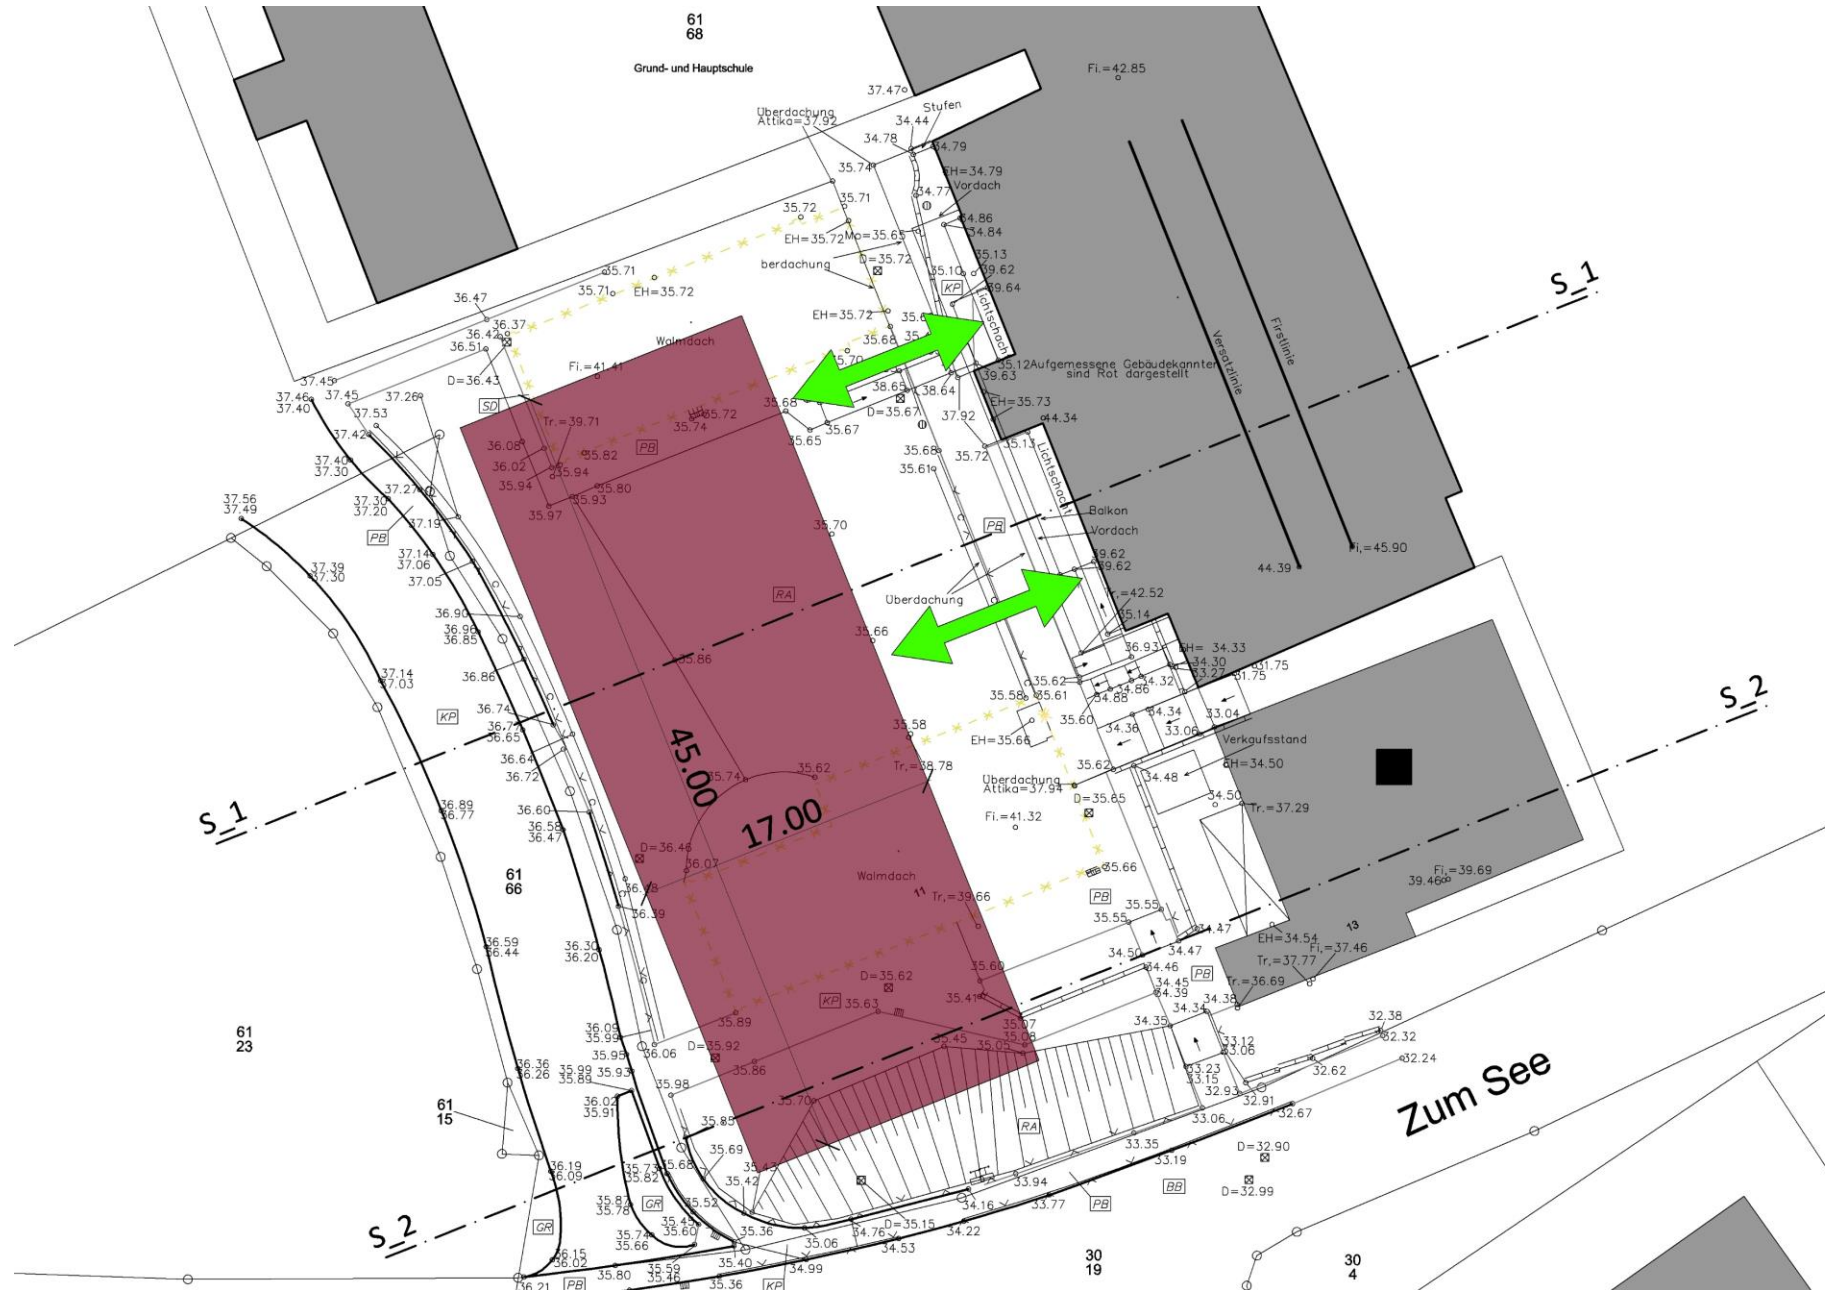 61
68
Grund- und Hauptschule
Fi.=42.85
37.47
Überdachung
Attika=37.92
Stufen
34.44
34.78
34.79
35.74
EH=34.79
Vordach
34.77
35.71
35.72
34.86
34.84
EH=35.72
Mo=35.65
D=35.72
berdachung
35.13
35.10
39.62
39.64
KP
35.71
35.71
EH=35.72
S_1
36.47
36.37
36.42
36.51
EH=35.72
Lichtschacht
Versatzlinie
Firstlinie
Walmdach
35.68
35.70
Fi.=41.41
D=36.43
37.45
37.46
37.40
37.45
37.26
SD
38.65
38.64
35.12
39.63
Aufgemessene Gebäudekanten
sind Rot dargestellt
37.53
37.42
Tr.=39.71
35.72
35.74
35.68
35.65
35.67
D=35.67
37.92
EH=35.73
44.34
36.08
36.02
35.94
35.82
35.94
PB
35.68
35.61
35.72
35.13
Lichtschacht
37.40
37.30
37.27
37.30
37.20
35.80
35.93
35.97
37.56
37.49
37.19
PB
35.70
PB
Balkon
Vordach
Fi.=45.90
44.39
37.14
37.06
37.05
39.62
39.62
37.39
37.30
RA
Überdachung
Tr.=42.52
35.14
36.90
36.96
36.85
35.66
36.86
35.86
36.93
EH= 34.33
34.30
33.27
31.75
31.75
37.14
37.03
35.62
34.32
34.86
34.88
S_2
KP
36.74
36.77
36.65
36.64
36.72
35.58
35.61
35.60
34.34
34.36
33.04
33.06
35.58
EH=35.66
Verkaufsstand
EH=34.50
45.00
35.74
35.62
Tr.=38.78
35.62
34.48
Überdachung
Attika=37.94
D=35.65
34.50
Tr.=37.29
S_1
36.89
36.77
36.60
36.58
36.47
17.00
Fi.=41.32
D=36.46
36.07
35.66
Fi.=39.69
39.46
61
66
36.48
36.39
Walmdach
11
Tr.=39.66
PB
35.55
35.55
13
36.59
36.44
36.30
36.20
34.47
34.47
34.50
EH=34.54
Fi.=37.46
Tr.=37.77
D=35.62
35.60
34.46
PB
34.45
34.39
Tr.=36.69
KP
35.63
35.41
34.38
34.34
35.89
35.07
35.08
35.05
34.35
32.38
32.32
32.24
61
23
36.09
35.99
36.06
D=35.92
35.45
33.12
33.06
35.95
35.93
35.86
36.36
36.26
35.99
35.89
35.98
33.23
33.15
32.62
32.93
32.91
Zum See
36.02
35.91
35.70
33.06
32.67
61
15
35.85
RA
33.35
35.69
33.19
D=32.90
36.19
36.09
35.73
35.82
35.68
35.43
35.42
33.94
BB
D=32.99
35.87
35.78
GR
35.52
34.16
33.77
PB
GR
S_2
35.45
35.60
35.36
35.06
34.76
D=35.15
34.22
35.74
35.66
34.53
36.15
36.02
35.80
35.59
35.46
35.40
34.99
30
19
30
4
36.21
PB
35.36
KP